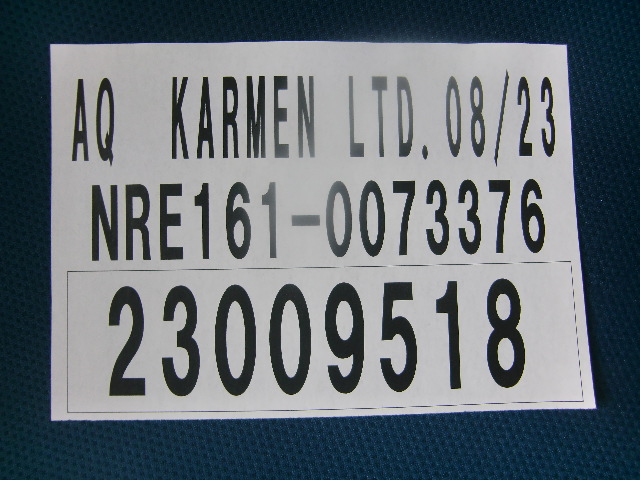 AQ KARMEN LTD. 08/23
NRE161-0073376
23009518